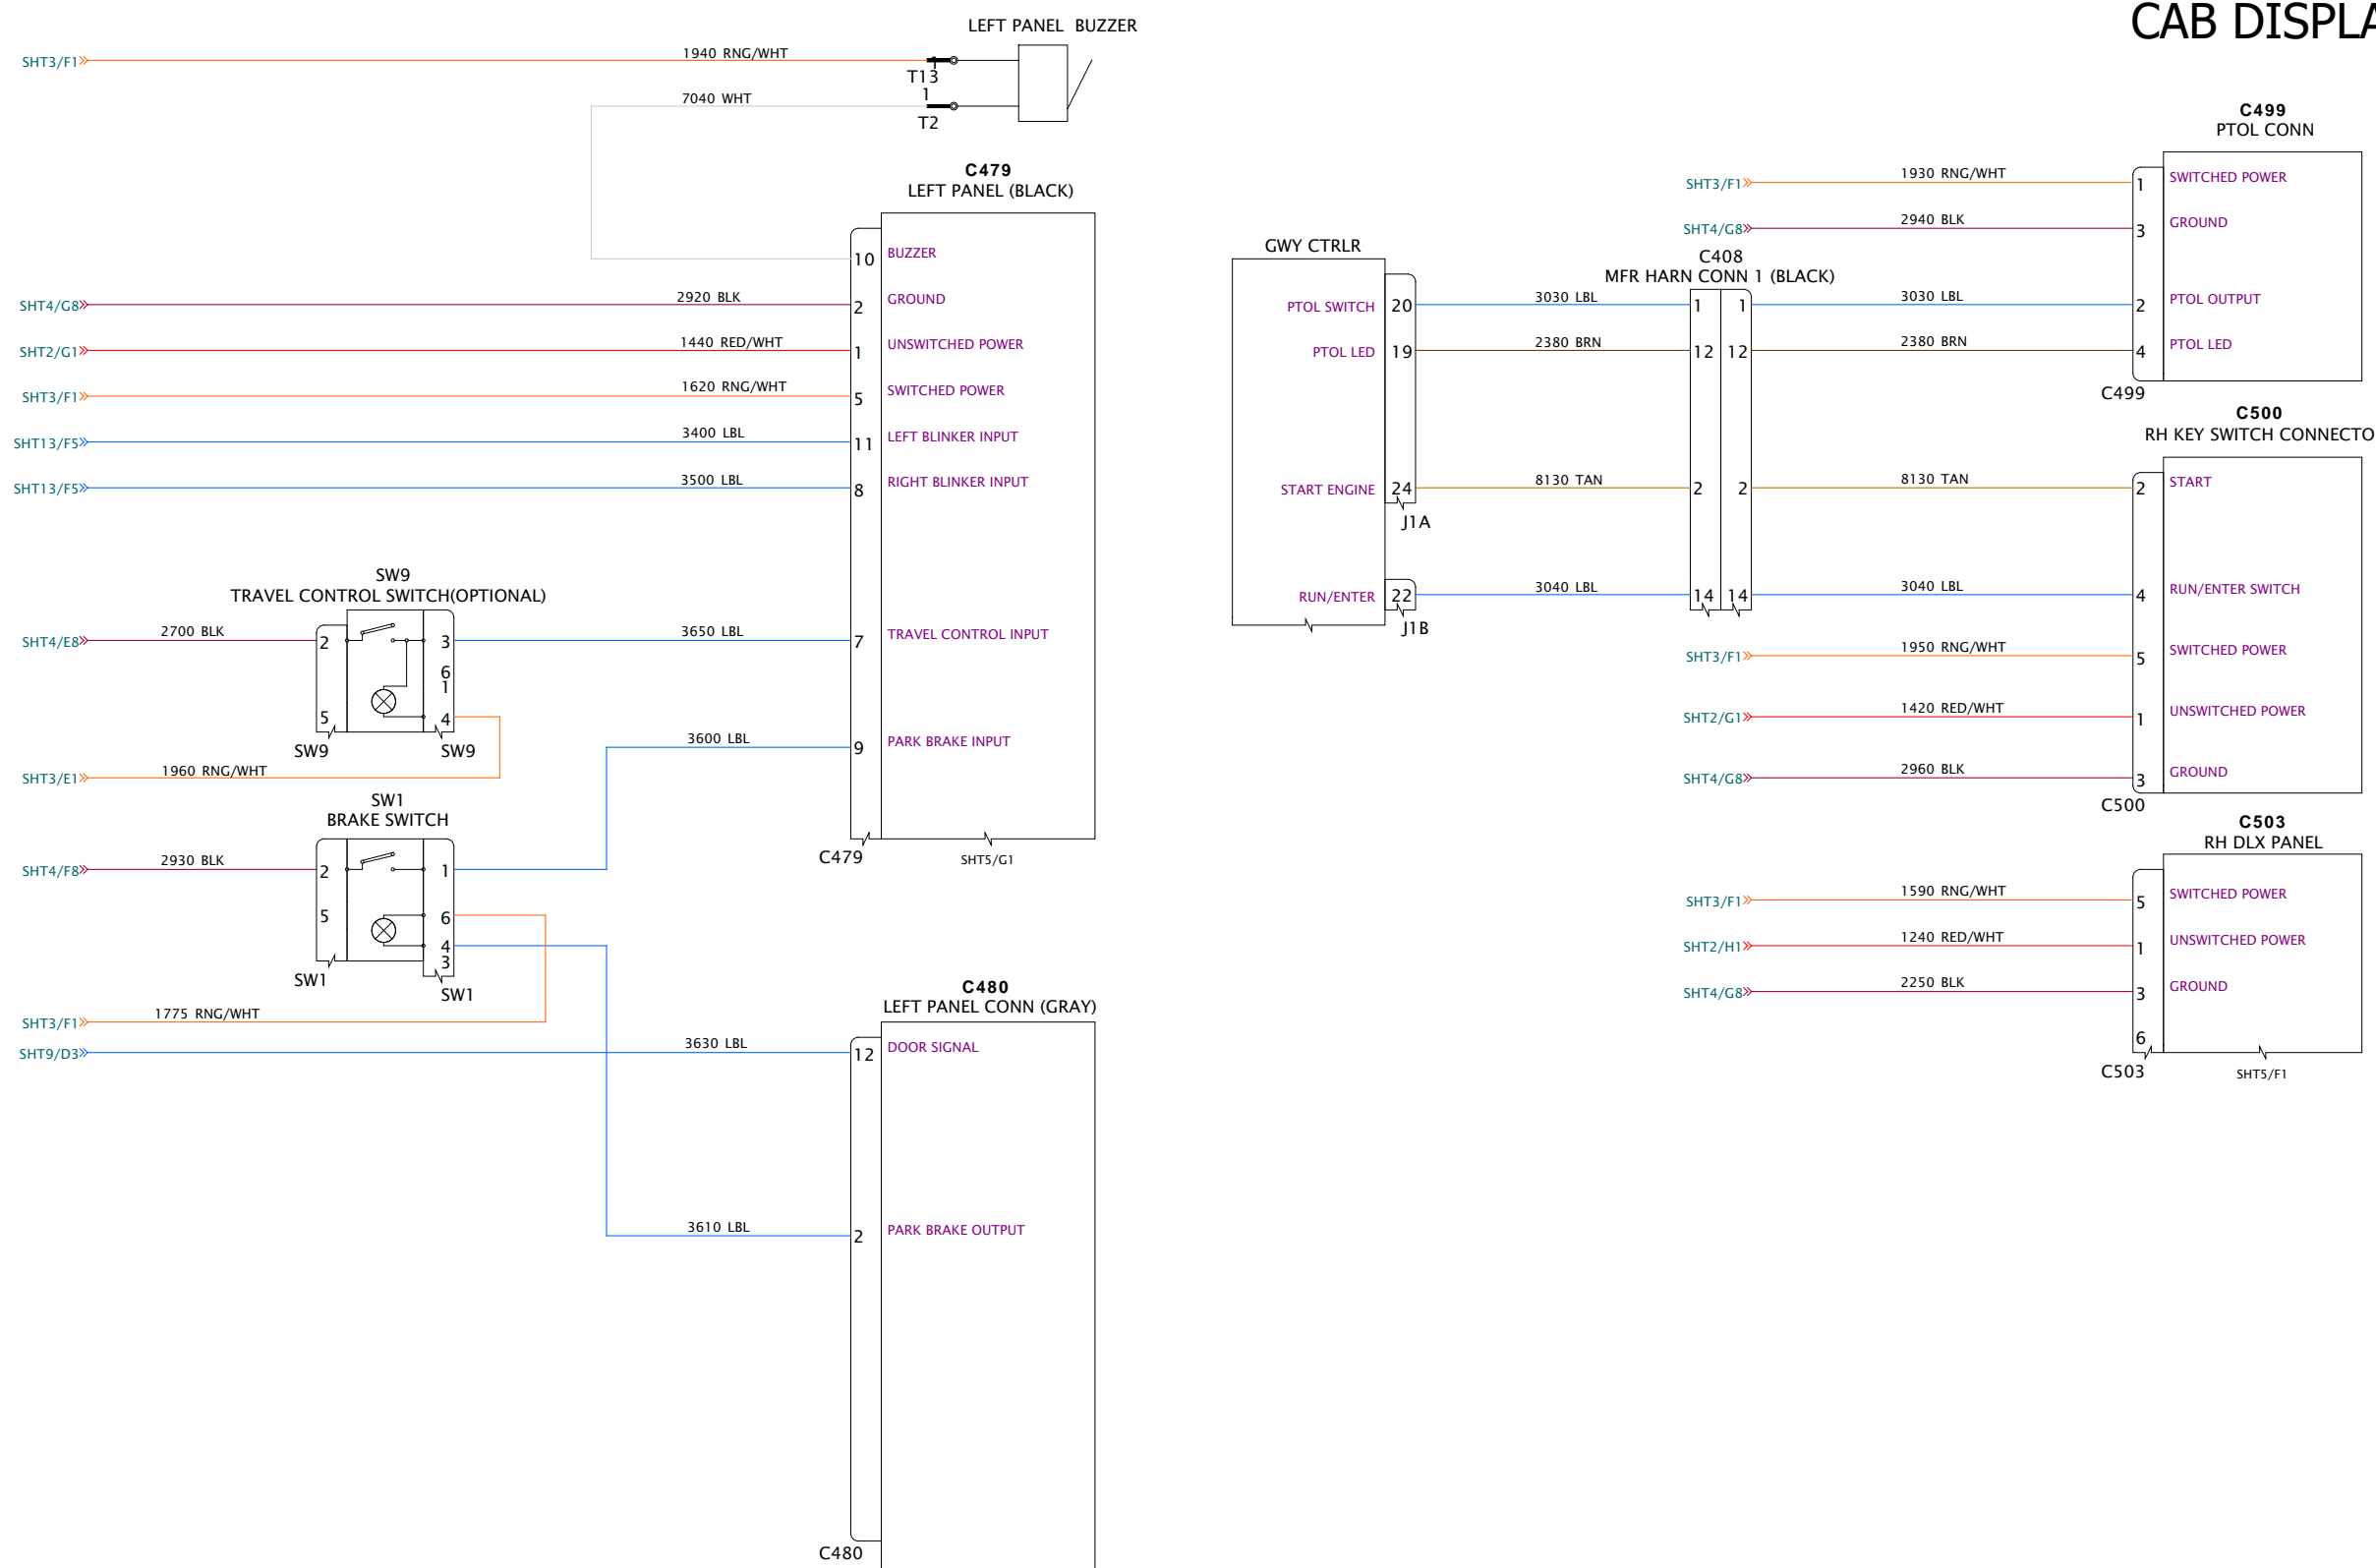 CAB DISPLA
LEFT PANEL BUZZER
SHT3/F1
1940 RNG/WHT
1
T13
7040 WHT
1
T2
C479
LEFT PANEL (BLACK)
10 BUZZER
SHT4/G8 2920 BLK 2 GROUND
SHT2/G1 1440 RED/WHT 1 UNSWITCHED POWER
SHT3/F1 1620 RNG/WHT 5 SWITCHED POWER
SHT13/F5 3400 LBL 11 LEFT BLINKER INPUT
SHT13/F5 3500 LBL 8 RIGHT BLINKER INPUT
SW9
TRAVEL CONTROL SWITCH(OPTIONAL)
SHT4/E8 2700 BLK 2 3 3650 LBL 7 TRAVEL CONTROL INPUT
6
1
5 4
SW9 SW9
3600 LBL 9 PARK BRAKE INPUT
SHT3/E1 1960 RNG/WHT
SW1
BRAKE SWITCH
SHT4/F8 2930 BLK 2 1
5 6
4
3
SW1 SW1
C479 SHT5/G1
SHT3/F1 1775 RNG/WHT
C480
LEFT PANEL CONN (GRAY)
SHT9/D3 3630 LBL 12 DOOR SIGNAL
3610 LBL 2 PARK BRAKE OUTPUT
C480
GWY CTRLR
C408
MFR HARN CONN 1 (BLACK)
PTOL SWITCH 20 3030 LBL 1 1 3030 LBL
PTOL LED 19 2380 BRN 12 12 2380 BRN
START ENGINE 24 8130 TAN 2 2 8130 TAN
J1A
RUN/ENTER 22 3040 LBL 14 14 3040 LBL
J1B
C499
PTOL CONN
SHT3/F1 1930 RNG/WHT 1 SWITCHED POWER
SHT4/G8 2940 BLK 3 GROUND
2 PTOL OUTPUT
4 PTOL LED
C499
C500
RH KEY SWITCH CONNECTO
2 START
4 RUN/ENTER SWITCH
SHT3/F1 1950 RNG/WHT 5 SWITCHED POWER
SHT2/G1 1420 RED/WHT 1 UNSWITCHED POWER
SHT4/G8 2960 BLK 3 GROUND
C500
C503
RH DLX PANEL
SHT3/F1 1590 RNG/WHT 5 SWITCHED POWER
SHT2/H1 1240 RED/WHT 1 UNSWITCHED POWER
SHT4/G8 2250 BLK 3 GROUND
6
C503 SHT5/F1